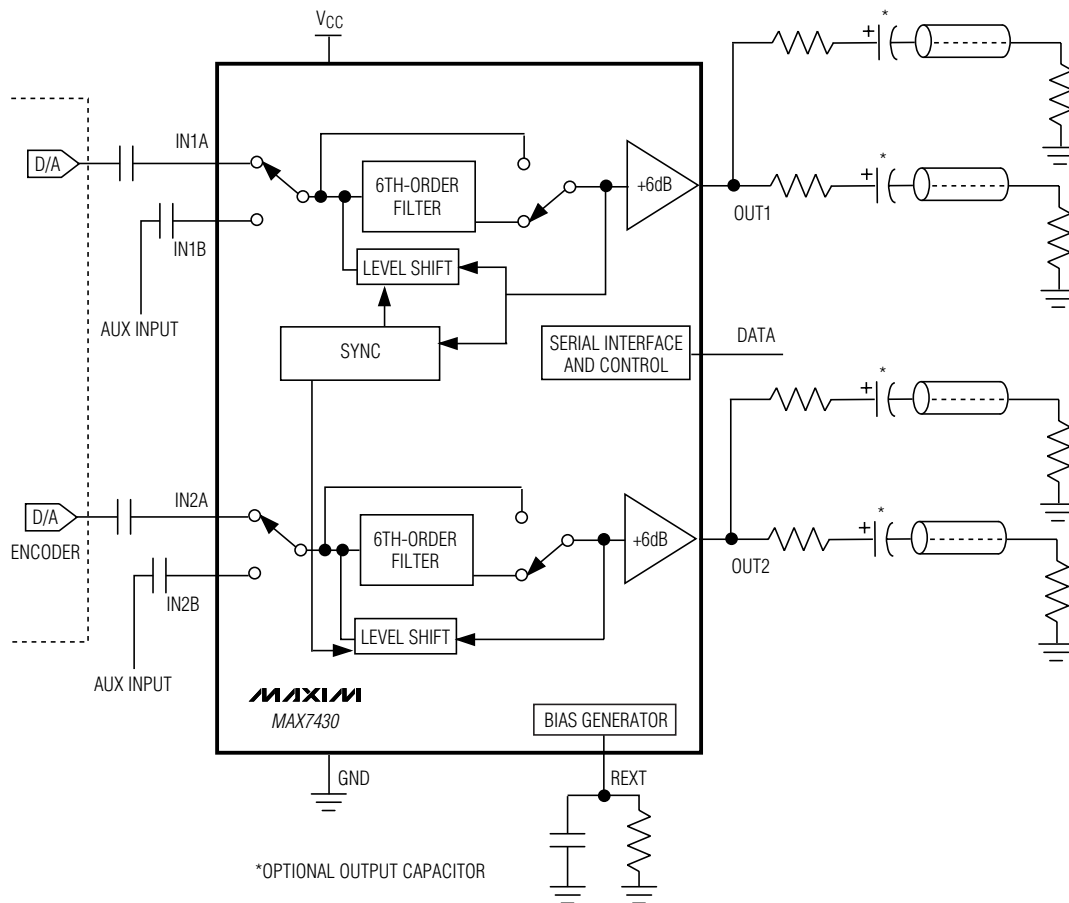 VCC
*
+
IN1A
D/A
6TH-ORDER
FILTER
+6dB
*
+
OUT1
IN1B
LEVEL SHIFT
AUX INPUT
SYNC
SERIAL INTERFACE
AND CONTROL
DATA
*
+
IN2A
D/A
ENCODER
6TH-ORDER
FILTER
+6dB
*
+
OUT2
IN2B
LEVEL SHIFT
AUX INPUT
MAXIM
MAX7430
BIAS GENERATOR
GND
REXT
*OPTIONAL OUTPUT CAPACITOR